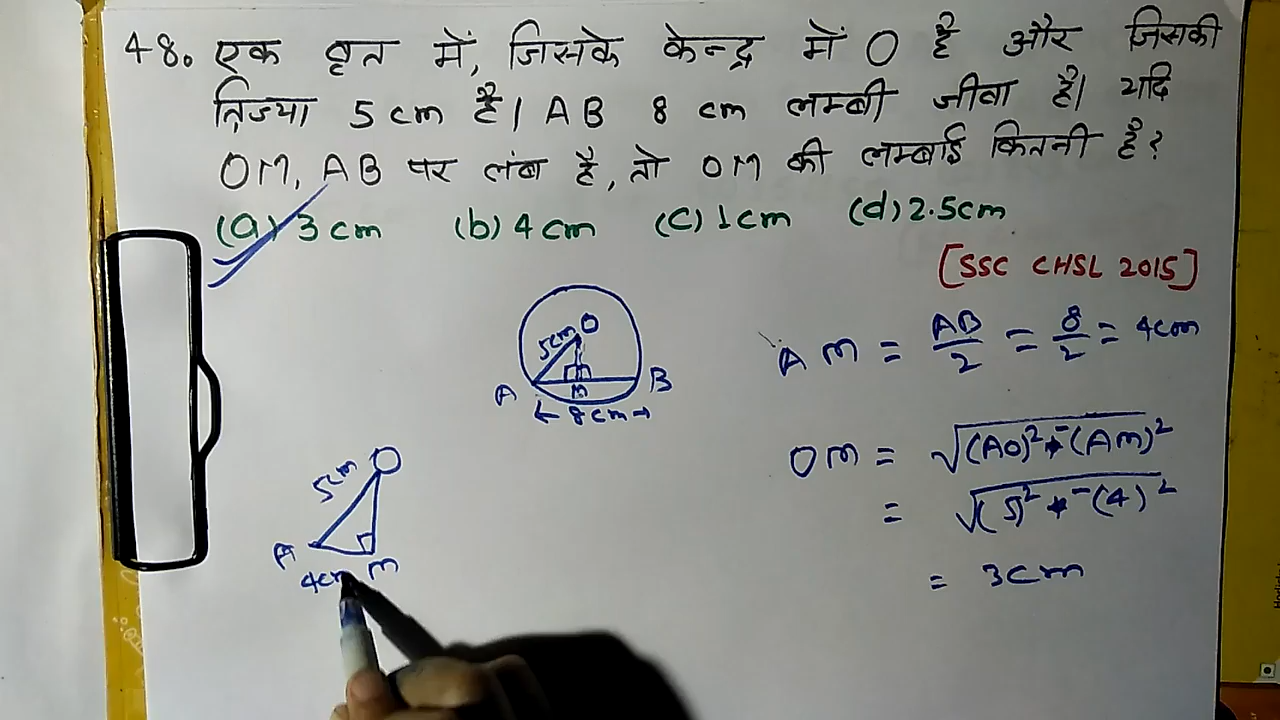 48. एक वृत में, जिसके केन्द्र में O है और जिसकी
त्रिज्या 5 cm है। AB 8 cm लम्बी जीवा है। यदि
OM, AB पर लंब है, तो OM की लम्बाई कितनी है?
(a) 3 cm (b) 4 cm (c) 1 cm (d) 2.5 cm
[SSC CHSL 2015]
O
5cm
A M B
← 8cm →
AM = AB/2 = 8/2 = 4cm
OM = √(AO)² - (AM)²
= √(5)² - (4)²
= 3cm
O
5cm
A
4cm M